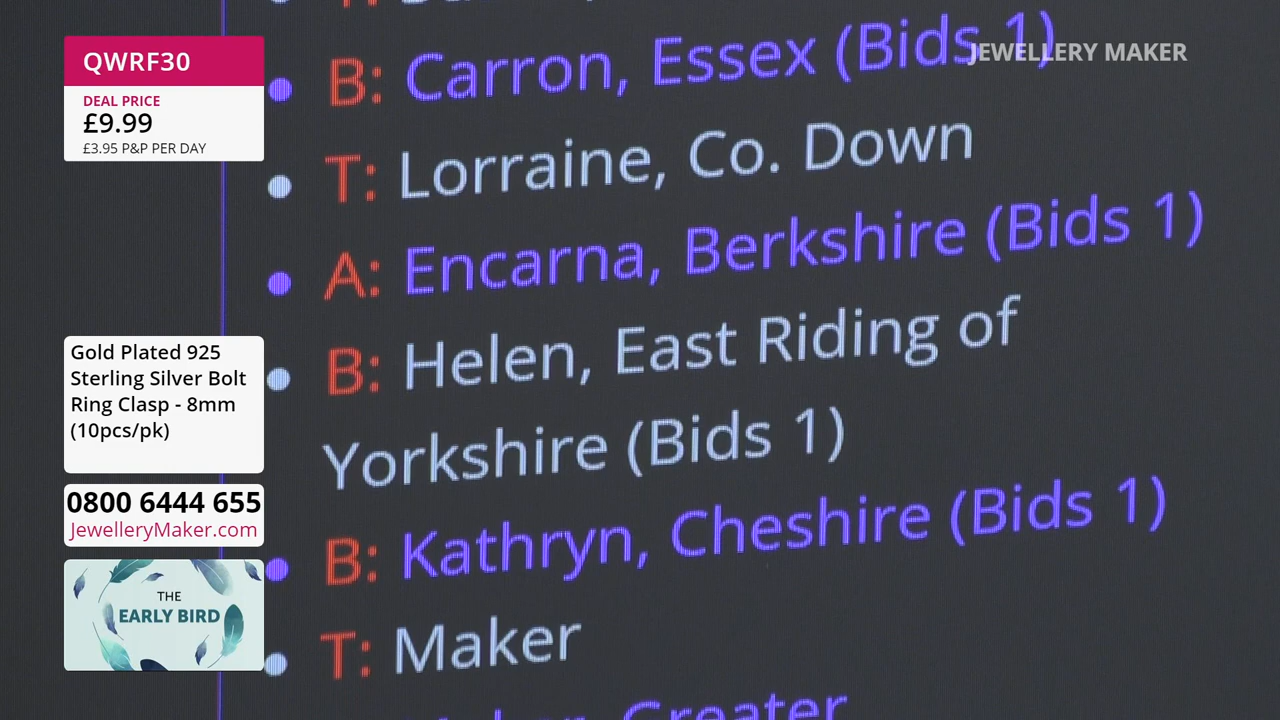 QWRF30
DEAL PRICE
£9.99
£3.95 P&P PER DAY
JEWELLERY MAKER
B: Carron, Essex (Bids 1)
T: Lorraine, Co. Down
A: Encarna, Berkshire (Bids 1)
B: Helen, East Riding of
Yorkshire (Bids 1)
B: Kathryn, Cheshire (Bids 1)
T: Maker
Greater
Gold Plated 925
Sterling Silver Bolt
Ring Clasp - 8mm
(10pcs/pk)
0800 6444 655
JewelleryMaker.com
THE
EARLY BIRD